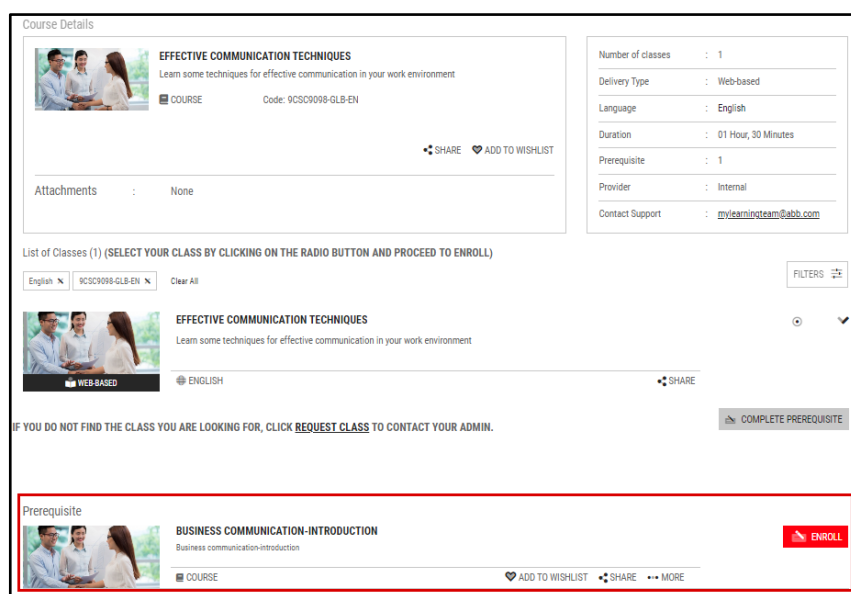 Course Details
EFFECTIVE COMMUNICATION TECHNIQUES
Learn some techniques for effective communication in your work environment
COURSE Code: 9CSC9098-GLB-EN
SHARE ADD TO WISHLIST
Attachments : None
Number of classes : 1
Delivery Type : Web-based
Language : English
Duration : 01 Hour, 30 Minutes
Prerequisite : 1
Provider : Internal
Contact Support : mylearningteam@abb.com
List of Classes (1) (SELECT YOUR CLASS BY CLICKING ON THE RADIO BUTTON AND PROCEED TO ENROLL)
FILTERS
English 9CSC9098-GLB-EN Clear All
EFFECTIVE COMMUNICATION TECHNIQUES
Learn some techniques for effective communication in your work environment
WEB-BASED
ENGLISH SHARE
COMPLETE PREREQUISITE
IF YOU DO NOT FIND THE CLASS YOU ARE LOOKING FOR, CLICK REQUEST CLASS TO CONTACT YOUR ADMIN.
Prerequisite
BUSINESS COMMUNICATION-INTRODUCTION
Business communication-introduction
ENROLL
COURSE ADD TO WISHLIST SHARE MORE